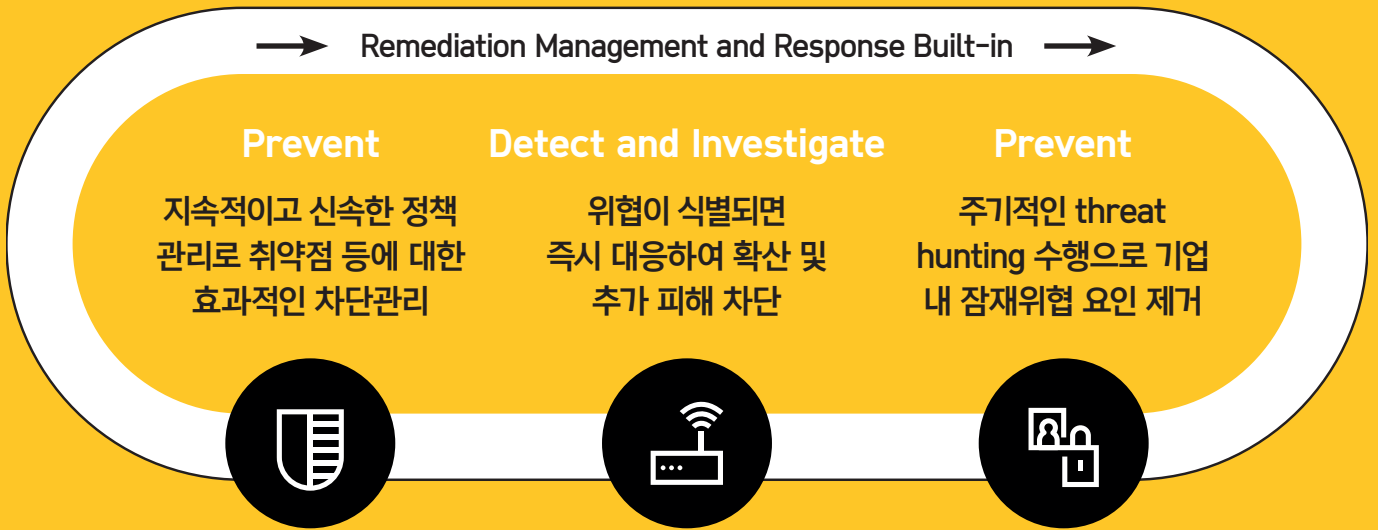 Remediation Management and Response Built-in
Prevent
지속적이고 신속한 정책
관리로 취약점 등에 대한
효과적인 차단관리
Detect and Investigate
위협이 식별되면
즉시 대응하여 확산 및
추가 피해 차단
Prevent
주기적인 threat
hunting 수행으로 기업
내 잠재위협 요인 제거